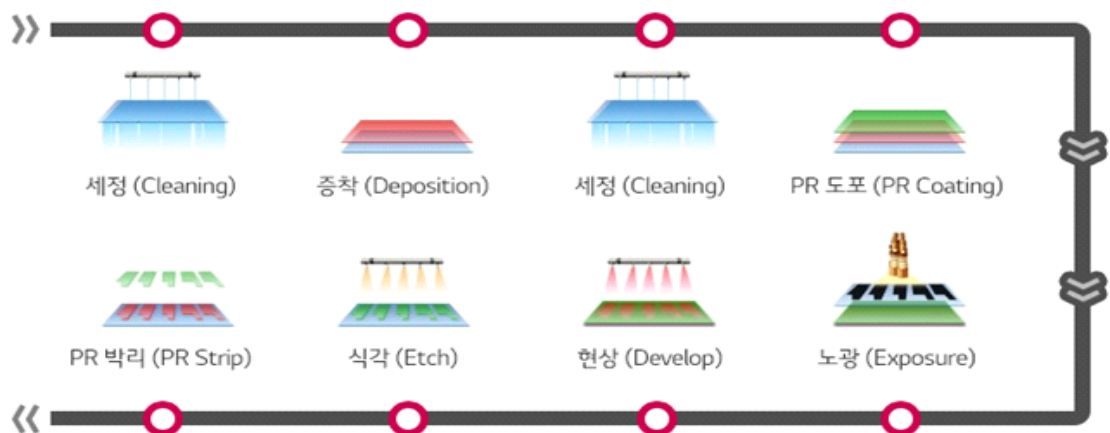 세정 (Cleaning)
증착 (Deposition)
세정 (Cleaning)
PR 도포 (PR Coating)
PR 박리 (PR Strip)
식각 (Etch)
현상 (Develop)
노광 (Exposure)